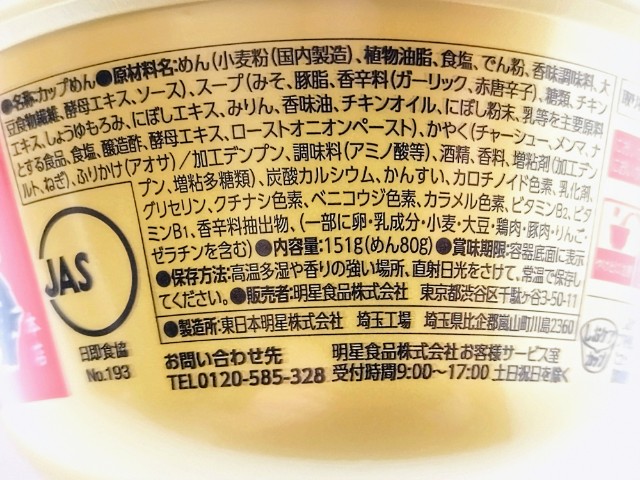 ●名称:カップめん●原材料名:めん(小麦粉(国内製造)、植物油脂、食塩、でん粉、香味調味料、大
豆食物繊維、酵母エキス、ソース)、スープ(みそ、豚脂、香辛料(ガーリック、赤唐辛子)、糖類、チキン
エキス、しょうゆもろみ、にぼしエキス、みりん、香味油、チキンオイル、にぼし粉末、乳等を主要原料
とする食品、食塩、醸造酢、酵母エキス、ローストオニオンペースト)、かやく(チャーシュー、メンマ、ナ
ルト、ねぎ)、ふりかけ(アオサ)/加工デンプン、調味料(アミノ酸等)、酒精、香料、増粘剤(加工デン
プン、増粘多糖類)、炭酸カルシウム、かんすい、カロチノイド色素、乳化剤、
グリセリン、クチナシ色素、ベニコウジ色素、カラメル色素、ビタミンB2、ビタ
ミンB1、香辛料抽出物、(一部に卵・乳成分・小麦・大豆・鶏肉・豚肉・りんご・
ゼラチンを含む)●内容量:151g(めん80g)●賞味期限:容器底面に表示
●保存方法:高温多湿や香りの強い場所、直射日光をさけて、常温で保存し
てください。●販売者:明星食品株式会社 東京都渋谷区千駄ヶ谷3-50-11
●製造所:東日本明星株式会社 埼玉工場 埼玉県比企郡嵐山町川島2360
JAS
日即食協
No.193
お問い合わせ先 明星食品株式会社お客様サービス室
TEL0120-585-328 受付時間9:00〜17:00 土日祝日を除く